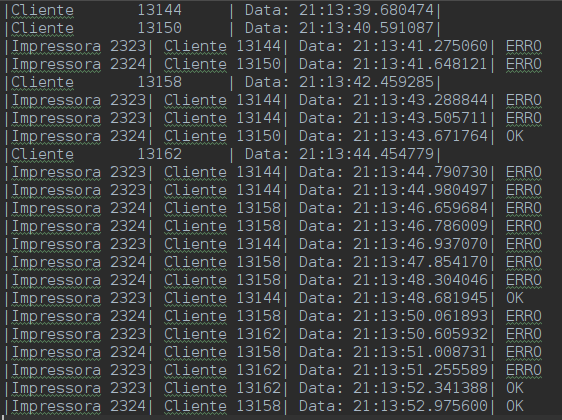 |Cliente 13144 | Data: 21:13:39.680474|
|Cliente 13150 | Data: 21:13:40.591087|
|Impressora 2323| Cliente 13144| Data: 21:13:41.275060| ERRO
|Impressora 2324| Cliente 13150| Data: 21:13:41.648121| ERRO
|Cliente 13158 | Data: 21:13:42.459285|
|Impressora 2323| Cliente 13144| Data: 21:13:43.288844| ERRO
|Impressora 2323| Cliente 13144| Data: 21:13:43.505711| ERRO
|Impressora 2324| Cliente 13150| Data: 21:13:43.671764| OK
|Cliente 13162 | Data: 21:13:44.454779|
|Impressora 2323| Cliente 13144| Data: 21:13:44.790730| ERRO
|Impressora 2323| Cliente 13144| Data: 21:13:44.980497| ERRO
|Impressora 2324| Cliente 13158| Data: 21:13:46.659684| ERRO
|Impressora 2324| Cliente 13158| Data: 21:13:46.786009| ERRO
|Impressora 2323| Cliente 13144| Data: 21:13:46.937070| ERRO
|Impressora 2324| Cliente 13158| Data: 21:13:47.854170| ERRO
|Impressora 2324| Cliente 13158| Data: 21:13:48.304046| ERRO
|Impressora 2323| Cliente 13144| Data: 21:13:48.681945| OK
|Impressora 2324| Cliente 13158| Data: 21:13:50.061893| ERRO
|Impressora 2323| Cliente 13162| Data: 21:13:50.605932| ERRO
|Impressora 2324| Cliente 13158| Data: 21:13:51.008731| ERRO
|Impressora 2323| Cliente 13162| Data: 21:13:51.255589| ERRO
|Impressora 2323| Cliente 13162| Data: 21:13:52.341388| OK
|Impressora 2324| Cliente 13158| Data: 21:13:52.975600| OK